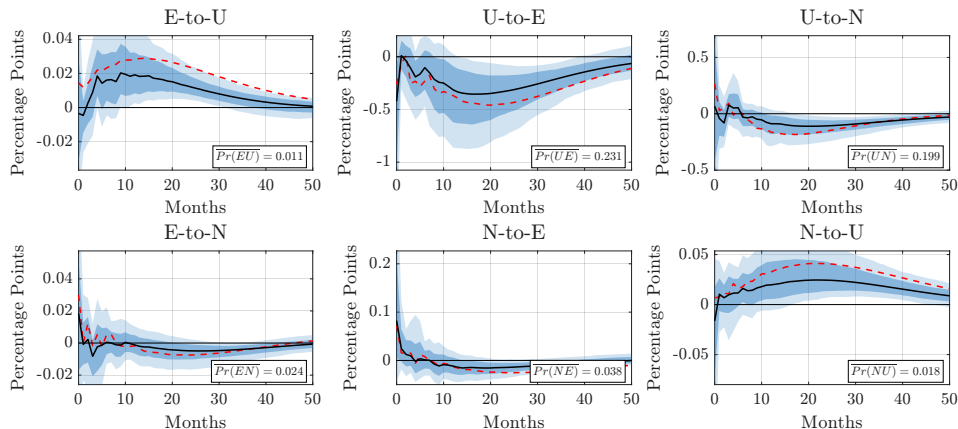 E-to-U
U-to-E
U-to-N
Percentage Points
0.04
0.02
0
-0.02
Pr(EU) = 0.011
0 10 20 30 40 50
Months
Percentage Points
0
-0.5
-1
Pr(UE) = 0.231
0 10 20 30 40 50
Months
Percentage Points
0.5
0
-0.5
Pr(UN) = 0.199
0 10 20 30 40 50
Months
E-to-N
N-to-E
N-to-U
Percentage Points
0.04
0.02
0
-0.02
Pr(EN) = 0.024
0 10 20 30 40 50
Months
Percentage Points
0.2
0.1
0
Pr(NE) = 0.038
0 10 20 30 40 50
Months
Percentage Points
0.05
0
-0.05
Pr(NU) = 0.018
0 10 20 30 40 50
Months